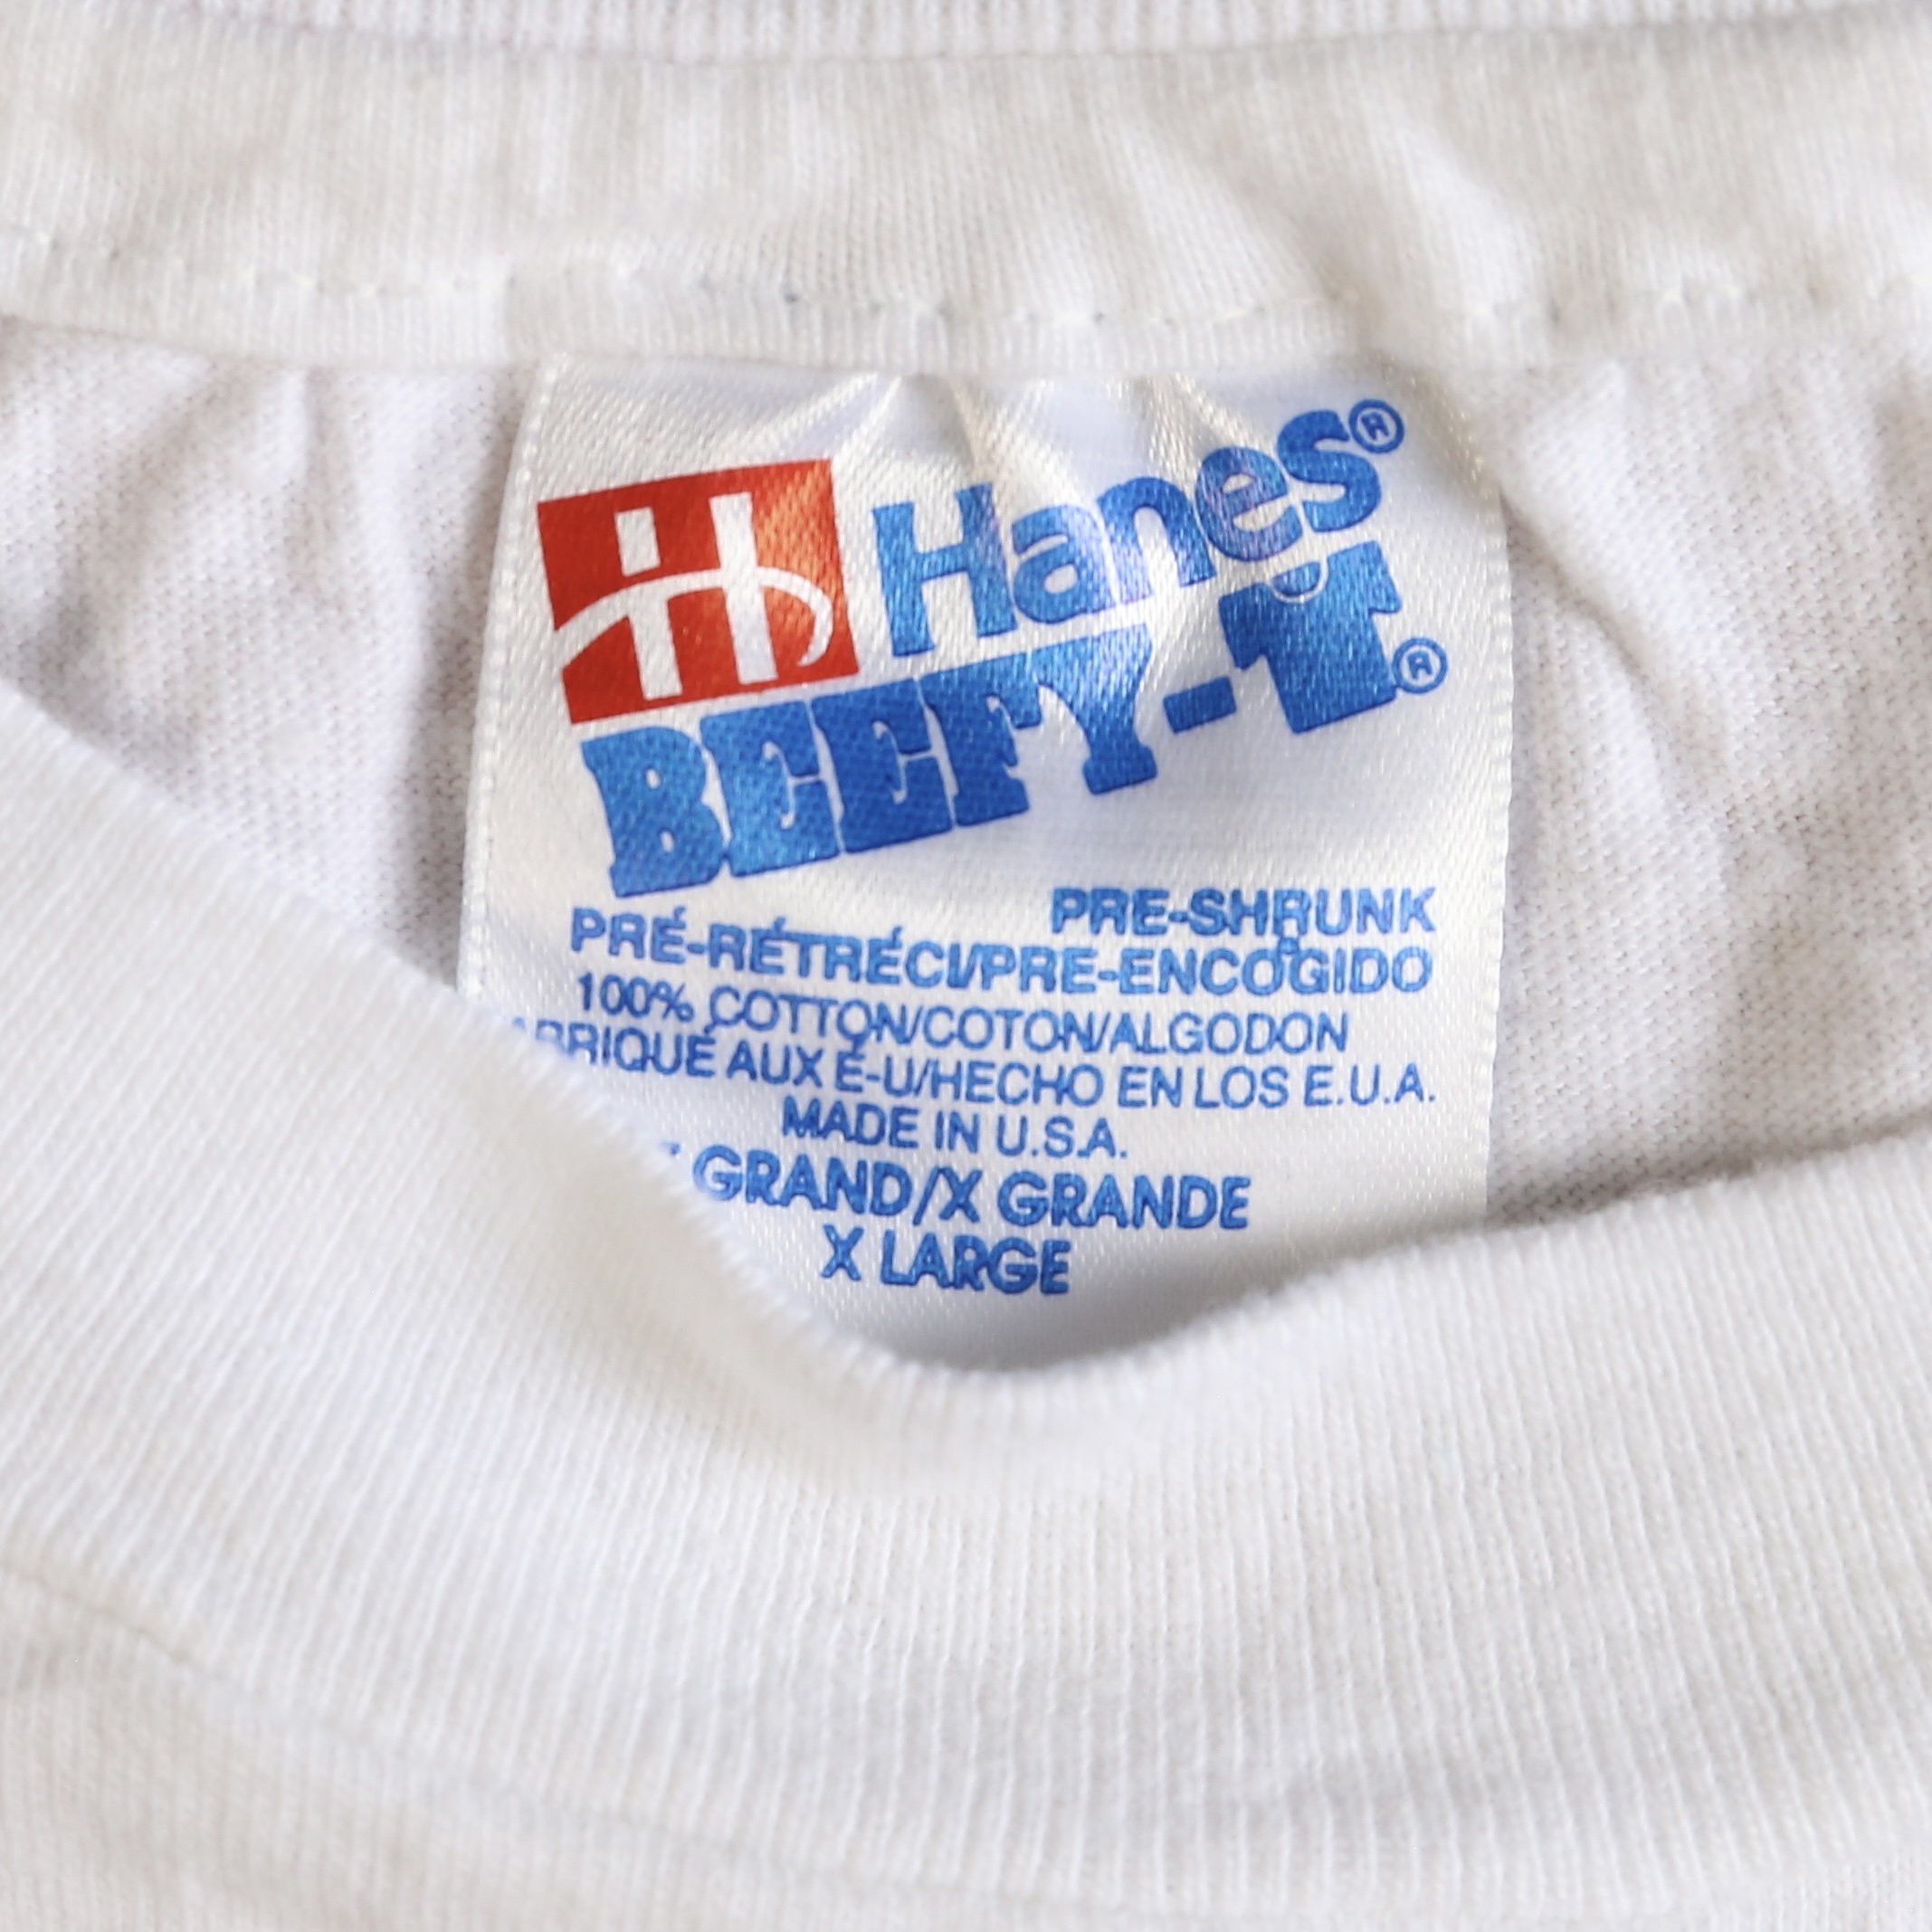 H Hanes®
BEEFY-T.®
PRE-SHRUNK
PRÉ-RÉTRÉCI/PRE-ENCOGIDO
100% COTTON/COTON/ALGODON
AUX É-U/HECHO EN LOS E.U.A.
MADE IN U.S.A.
GRAND/X GRANDE
X LARGE